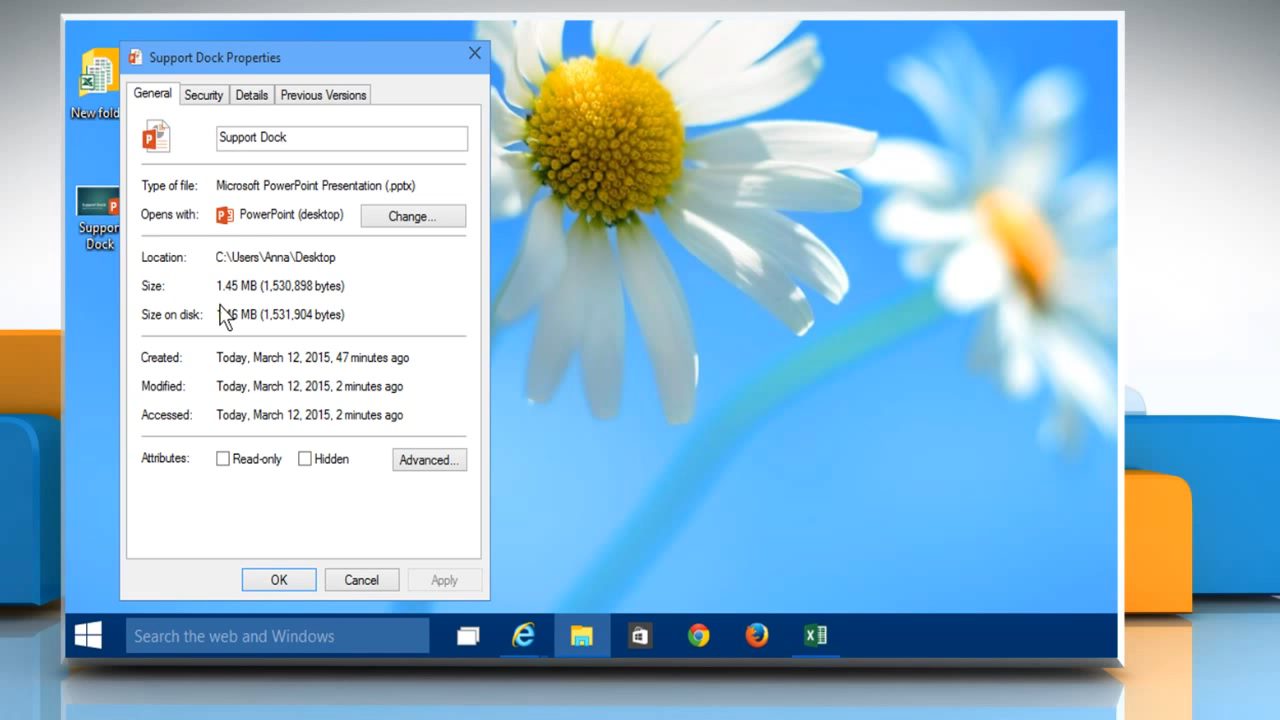 Support Dock Properties
General
Security
Details
Previous Versions
Support Dock
Type of file: Microsoft PowerPoint Presentation (.pptx)
Opens with: PowerPoint (desktop)
Change...
Location: C:\Users\Anna\Desktop
Size: 1.45 MB (1,530,898 bytes)
Size on disk: MB (1,531,904 bytes)
Created: Today, March 12, 2015, 47 minutes ago
Modified: Today, March 12, 2015, 2 minutes ago
Accessed: Today, March 12, 2015, 2 minutes ago
Attributes: Read-only Hidden
Advanced...
OK
Cancel
Apply
New fold
Suppor
Dock
Search the web and Windows